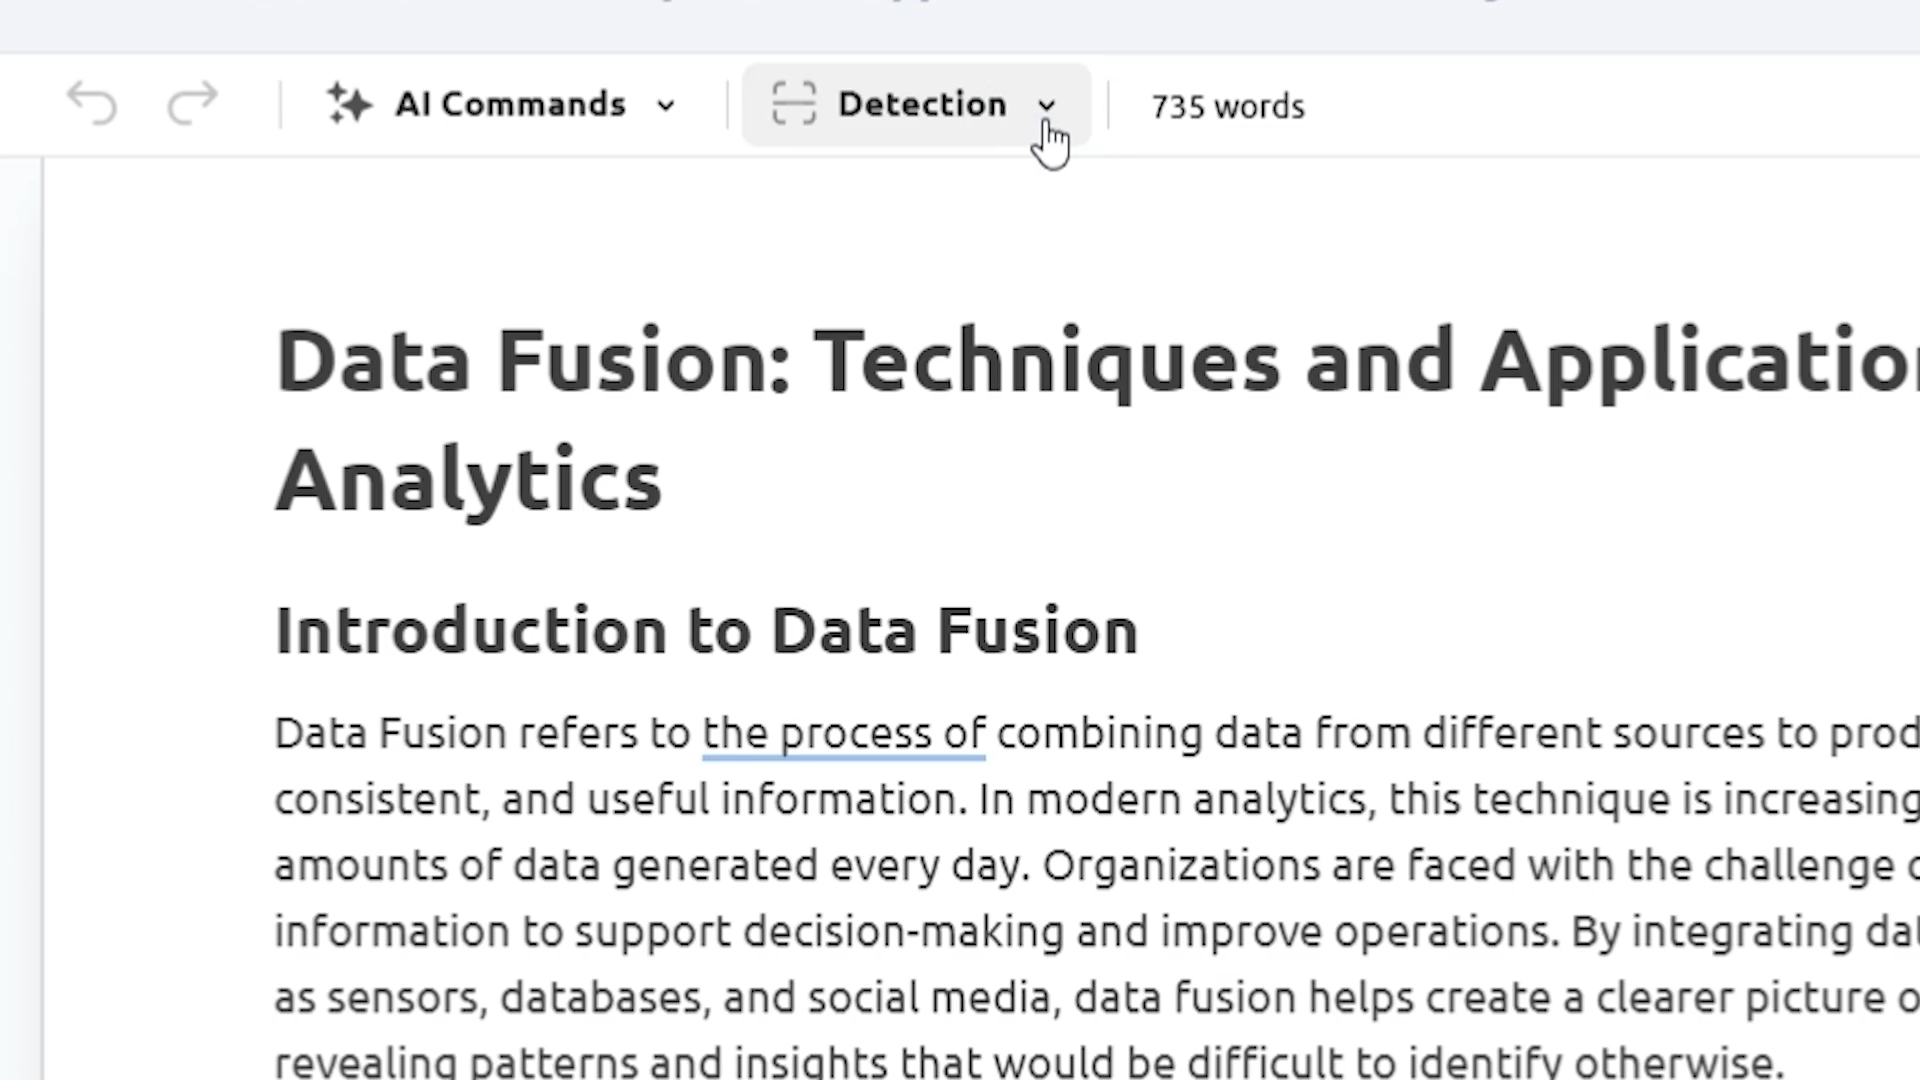 AI Commands Detection 735 words
Data Fusion: Techniques and
Analytics
Introduction to Data Fusion
Data Fusion refers to the process of combining data from different sources to
consistent, and useful information. In modern analytics, this technique is
amounts of data generated every day. Organizations are faced with the challenge
information to support decision-making and improve operations. By integrating
as sensors, databases, and social media, data fusion helps create a clearer picture
revealing patterns and insights that would be difficult to identify otherwise.